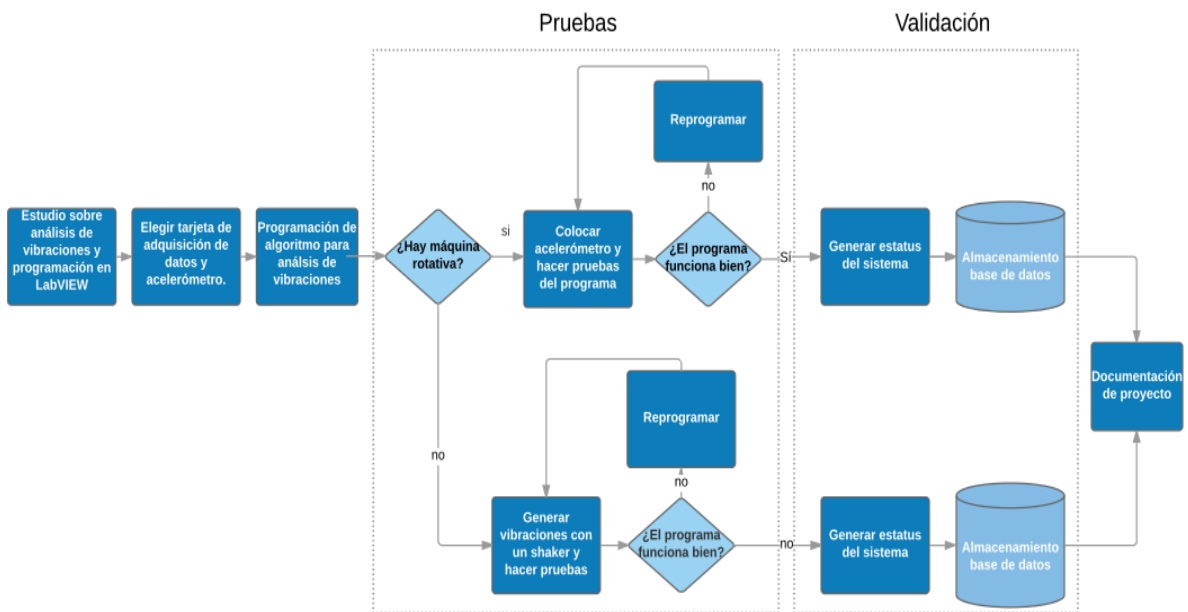 Pruebas
Validación
Reprogramar
no
Estudio sobre
análisis de
vibraciones y
programación en
LabVIEW
Elegir tarjeta de
adquisición de
datos y
acelerómetro.
Programación de
algoritmo para
análsis de
vibraciones
¿Hay máquina
rotativa?
si
Colocar
acelerómetro y
hacer pruebas
del programa
¿El programa
funciona bien?
Sí
Generar estatus
del sistema
Almacenamiento
base de datos
Documentación
de proyecto
no
Reprogramar
no
Generar
vibraciones con
un shaker y
hacer pruebas
¿El programa
funciona bien?
no
Generar estatus
del sistema
Almacenamiento
base de datos